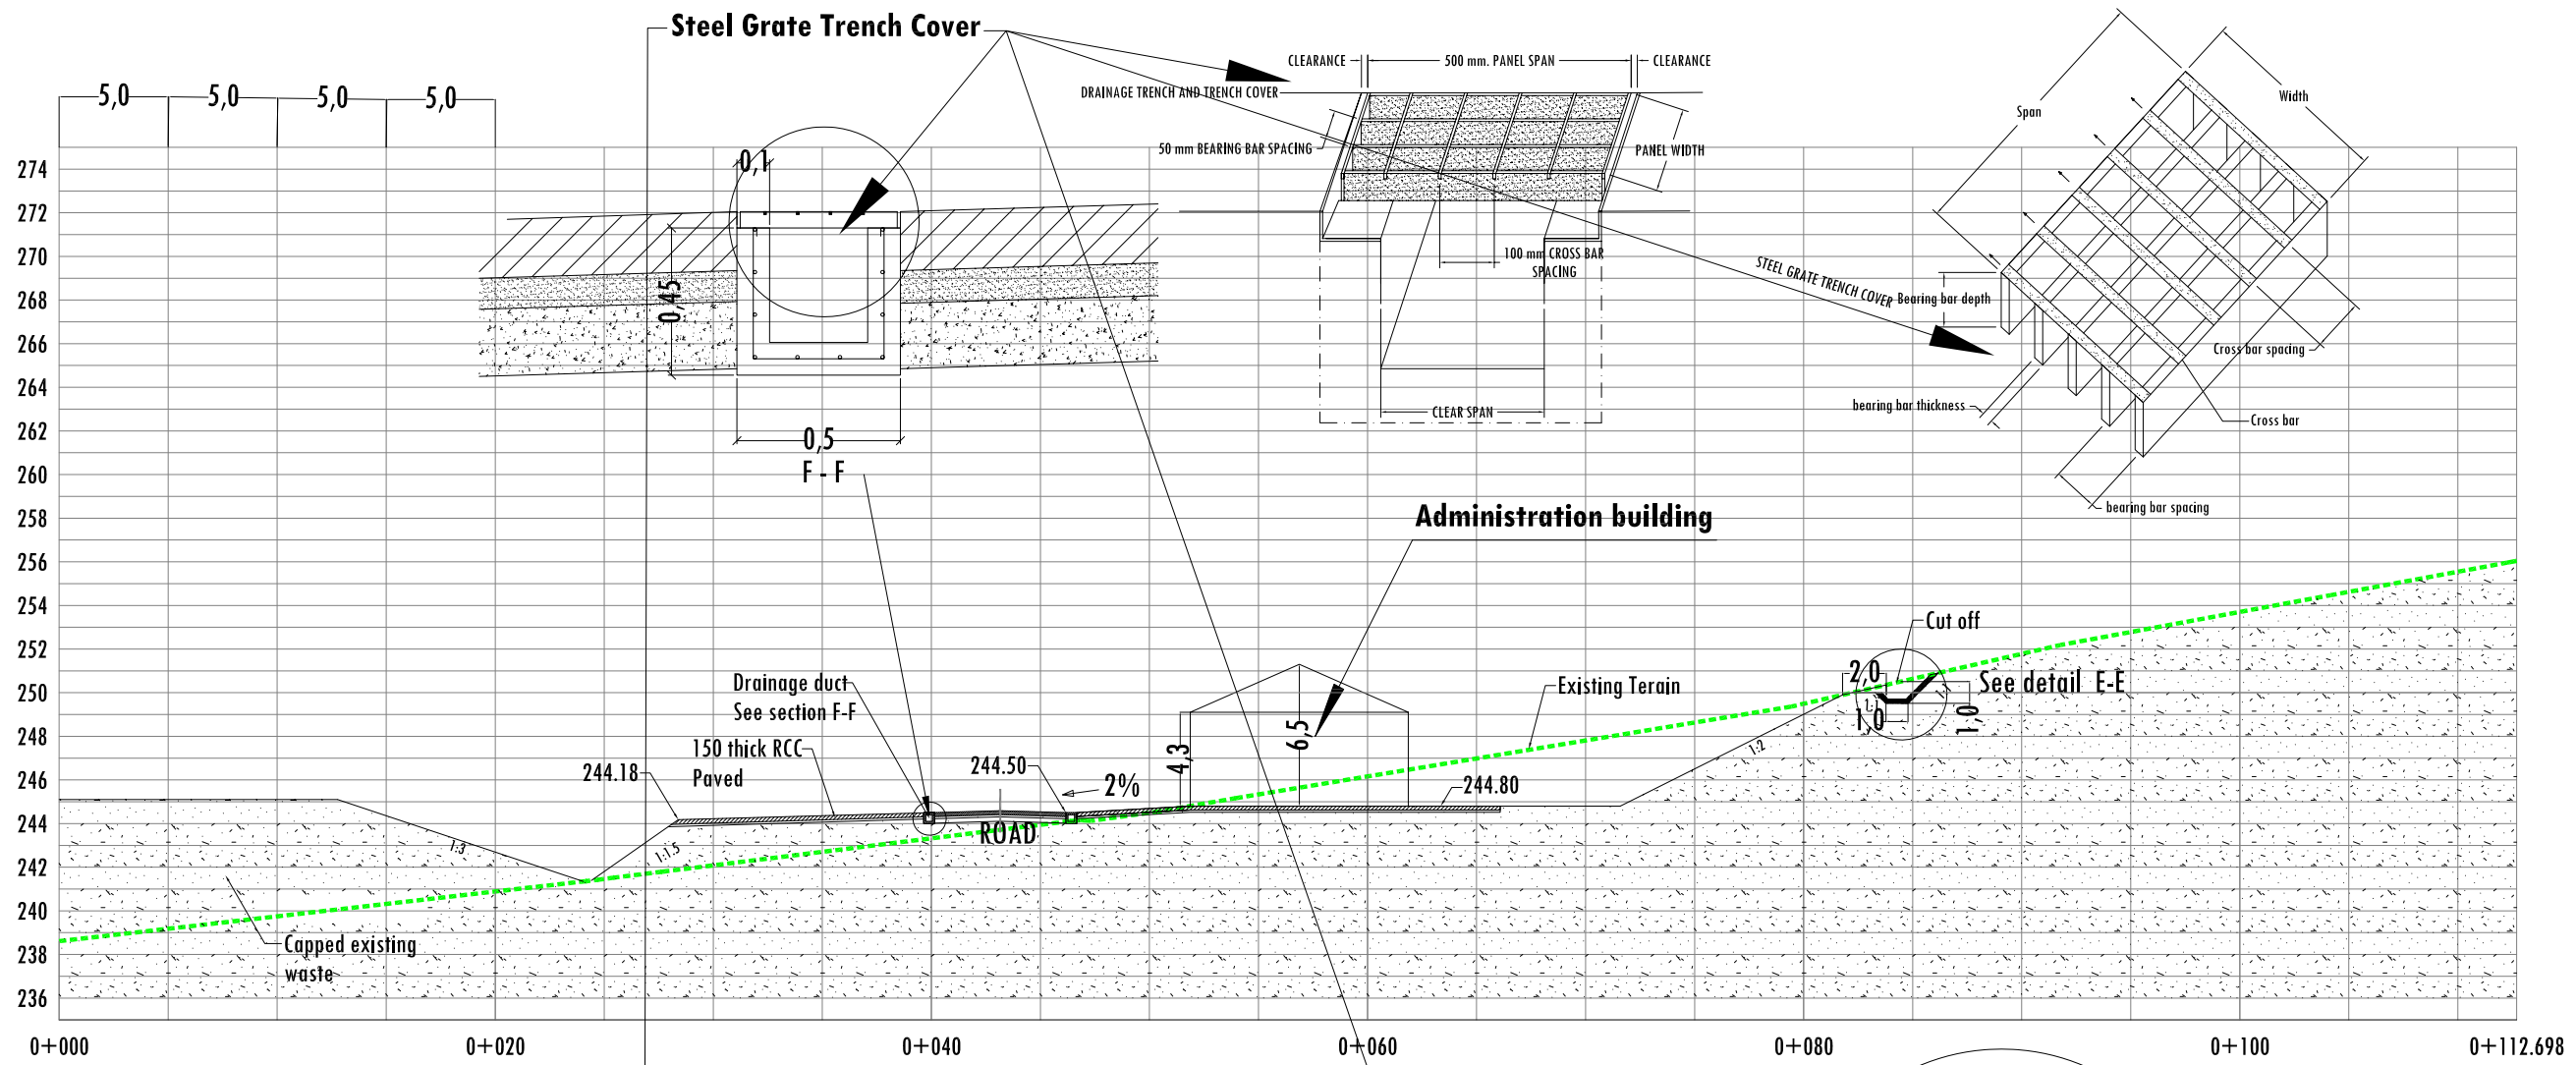 Steel Grate Trench Cover
CLEARANCE
500 mm. PANEL SPAN
CLEARANCE
DRAINAGE TRENCH AND TRENCH COVER
50 mm BEARING BAR SPACING
PANEL WIDTH
100 mm CROSS BAR
SPACING
CLEAR SPAN
STEEL GRATE TRENCH COVER
Span
Width
Bearing bar depth
Cross bar spacing
bearing bar thickness
Cross bar
bearing bar spacing
5,0
5,0
5,0
5,0
0,1
0,45
0,5
F - F
274
272
270
268
266
264
262
260
258
256
254
252
250
248
246
244
242
240
238
236
Administration building
Cut off
2,0
See detail E-E
1:1
1:1
1,0
1,0
Existing Terain
Drainage duct
See section F-F
150 thick RCC
Paved
244.18
244.50
2%
4,3
6,5
244.80
1:2
ROAD
1:3
1:1.5
Capped existing
waste
0+000
0+020
0+040
0+060
0+080
0+100
0+112.698